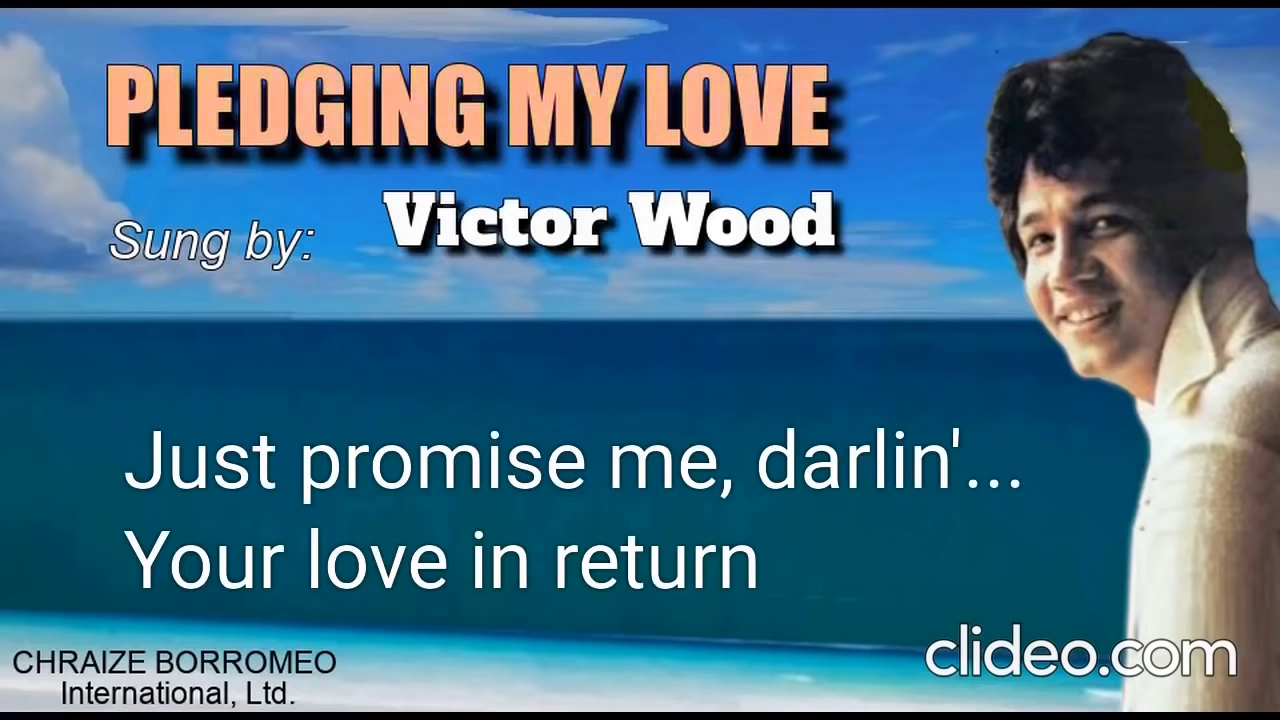 PLEDGING MY LOVE
Sung by: Victor Wood
Just promise me, darlin'...
Your love in return
CHRAIZE BORROMEO
International, Ltd.
clideo.com